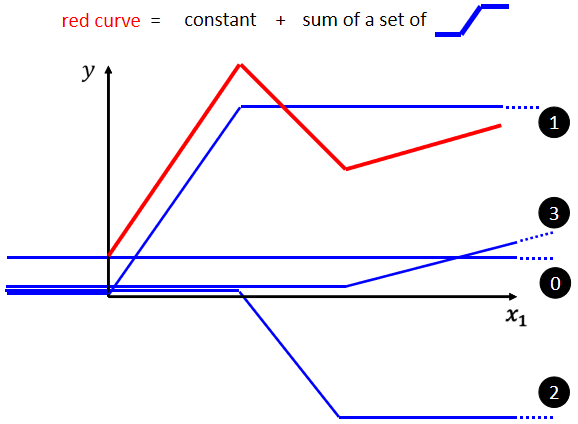 red curve = constant + sum of a set of
y
1
3
0
x₁
2